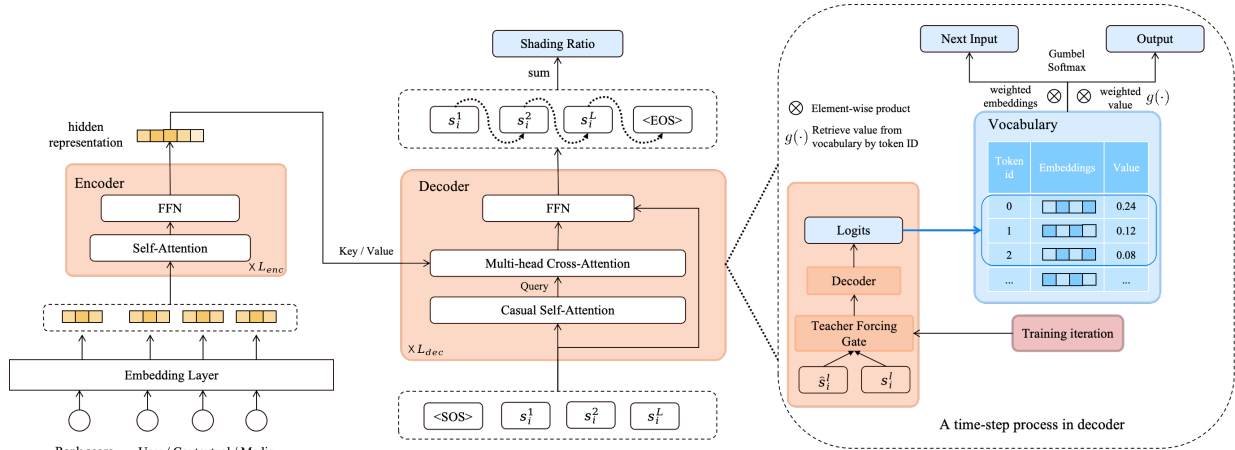 hidden
representation
Encoder
FFN
Self-Attention
× L_enc
Embedding Layer
Shading Ratio
sum
s_i^1
s_i^2
s_i^L
<EOS>
Decoder
FFN
Key / Value
Multi-head Cross-Attention
Query
Casual Self-Attention
× L_dec
<SOS>
s_i^1
s_i^2
s_i^L
Next Input
Output
Gumbel
Softmax
weighted
embeddings
weighted
value
g(·)
⊗ Element-wise product
g(·) Retrieve value from
vocabulary by token ID
Vocabulary
Token
id
Embeddings
Value
0
0.24
1
0.12
2
0.08
...
...
Logits
Decoder
Teacher Forcing
Gate
Training iteration
ŝ_i^l
s_i^l
A time-step process in decoder